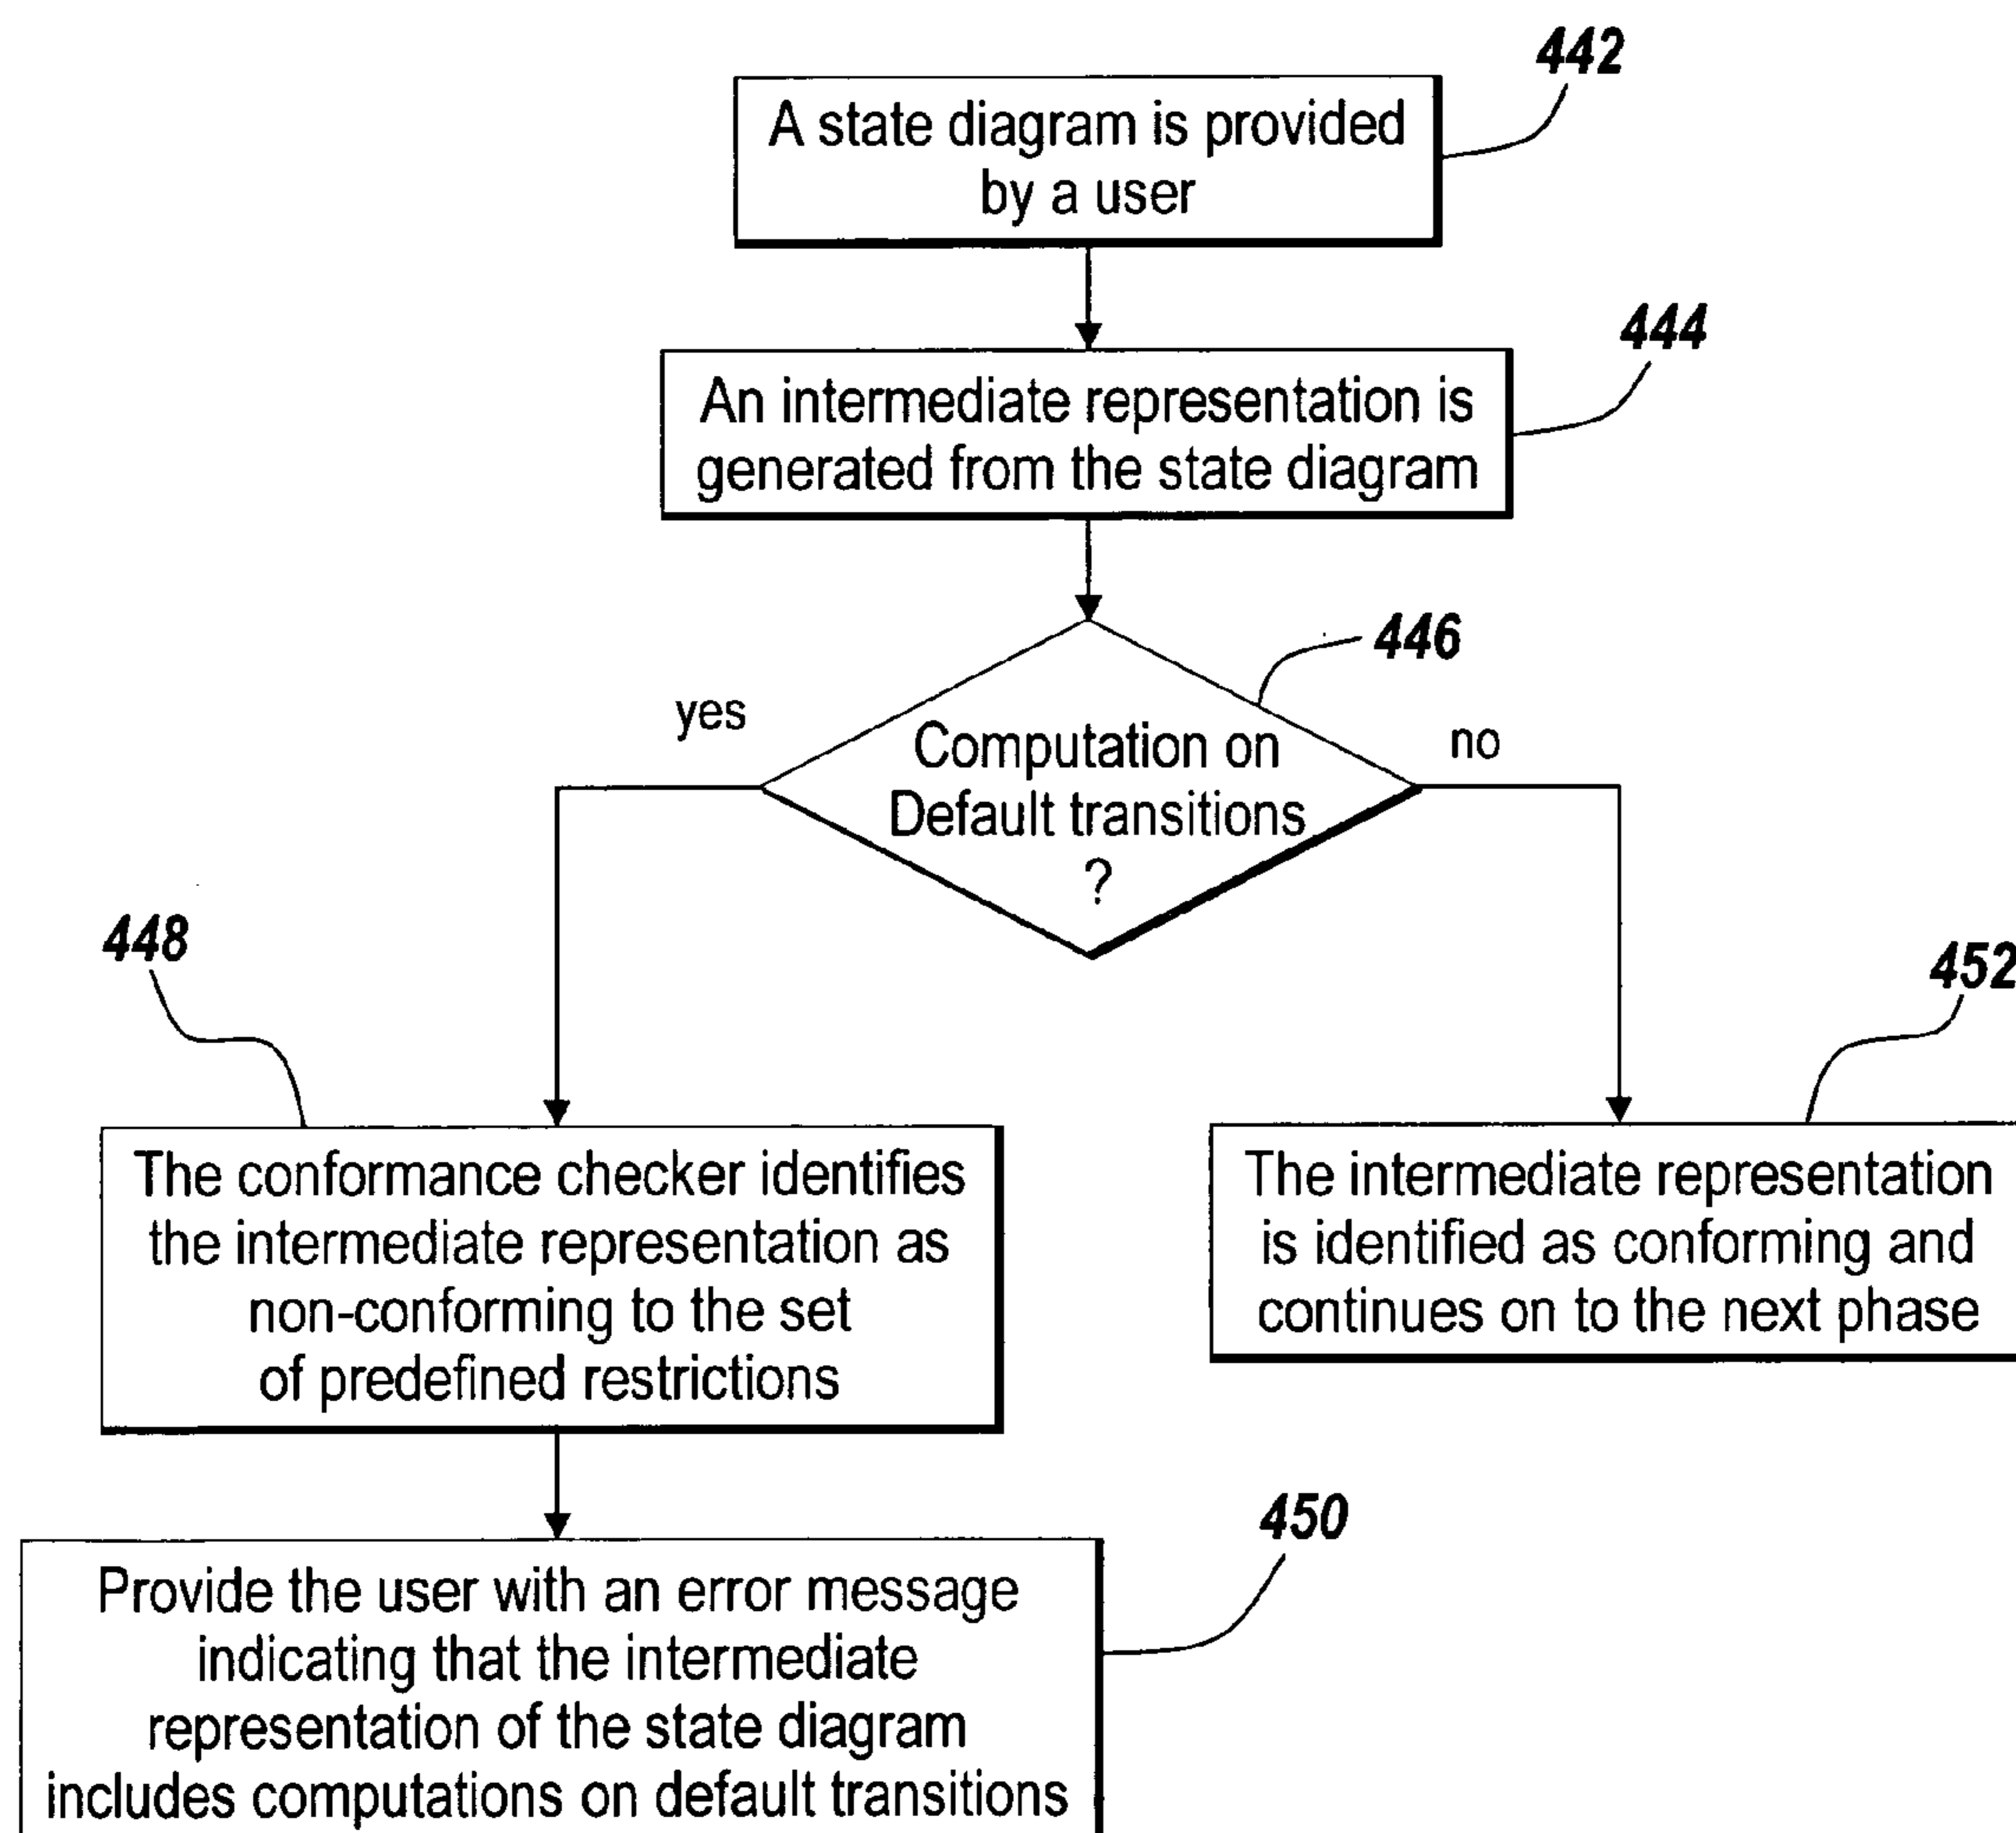 442
A state diagram is provided
by a user
444
An intermediate representation is
generated from the state diagram
446
yes
no
Computation on
Default transitions
?
448
452
The conformance checker identifies
the intermediate representation as
non-conforming to the set
of predefined restrictions
The intermediate representation
is identified as conforming and
continues on to the next phase
450
Provide the user with an error message
indicating that the intermediate
representation of the state diagram
includes computations on default transitions